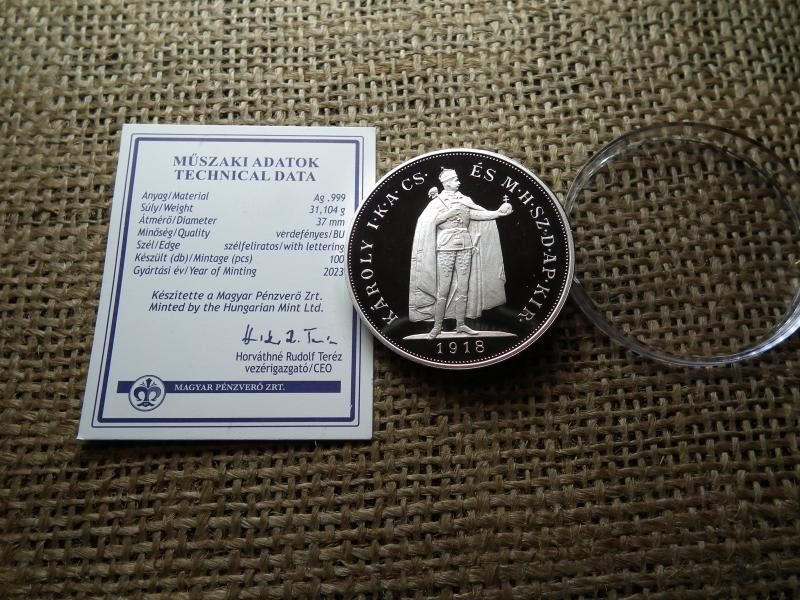 MŰSZAKI ADATOK
TECHNICAL DATA
Anyag/Material Ag .999
Súly/Weight 31,104 g
Átmérő/Diameter 37 mm
Minőség/Quality verdefényes/BU
Szél/Edge szélfeliratos/with lettering
Készült (db)/Mintage (pcs) 100
Gyártási év/Year of Minting 2023
Készítette a Magyar Pénzverő Zrt.
Minted by the Hungarian Mint Ltd.
Horváthné Rudolf Teréz
vezérigazgató/CEO
MAGYAR PÉNZVERŐ ZRT.
KÁROLY I·K·A·CS· ÉS M·H·SZ·D·AP·KIR·
1918